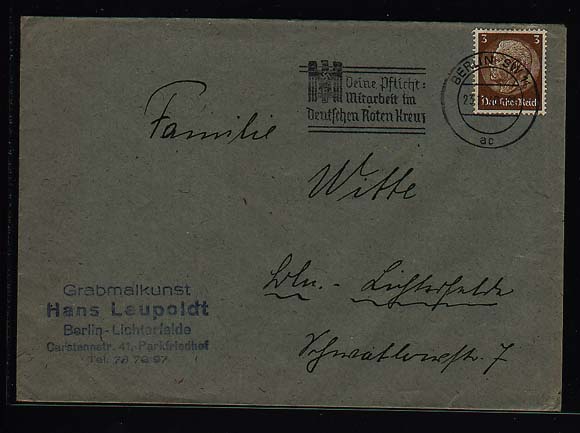 3 3
Deutsches Reich
BERLIN SW
ac
Deine Pflicht:
Mitarbeit im
Deutschen Roten Kreuz
Familie
Witte
Bln.- Lichterfelde
7
Grabmalkunst
Hans Leupoldt
Berlin-Lichterfelde
Carstennstr. 41, Parkfriedhof
Tel. 73 79 97